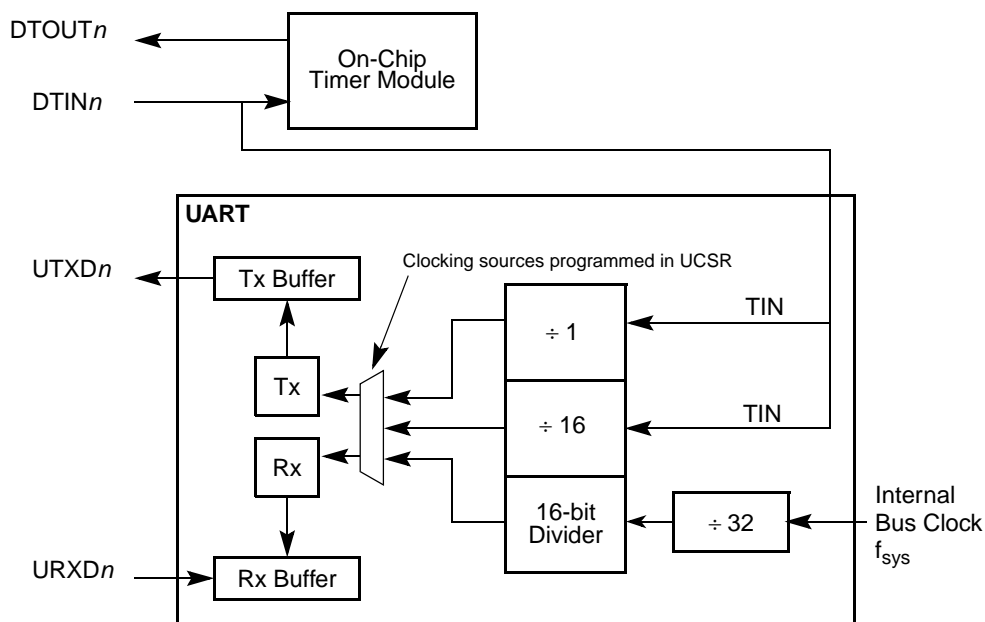 DTOUTn
On-Chip
Timer Module
DTINn
UART
UTXDn
Tx Buffer
Clocking sources programmed in UCSR
÷ 1
TIN
Tx
÷ 16
TIN
Rx
16-bit
Divider
÷ 32
Internal
Bus Clock
fsys
URXDn
Rx Buffer